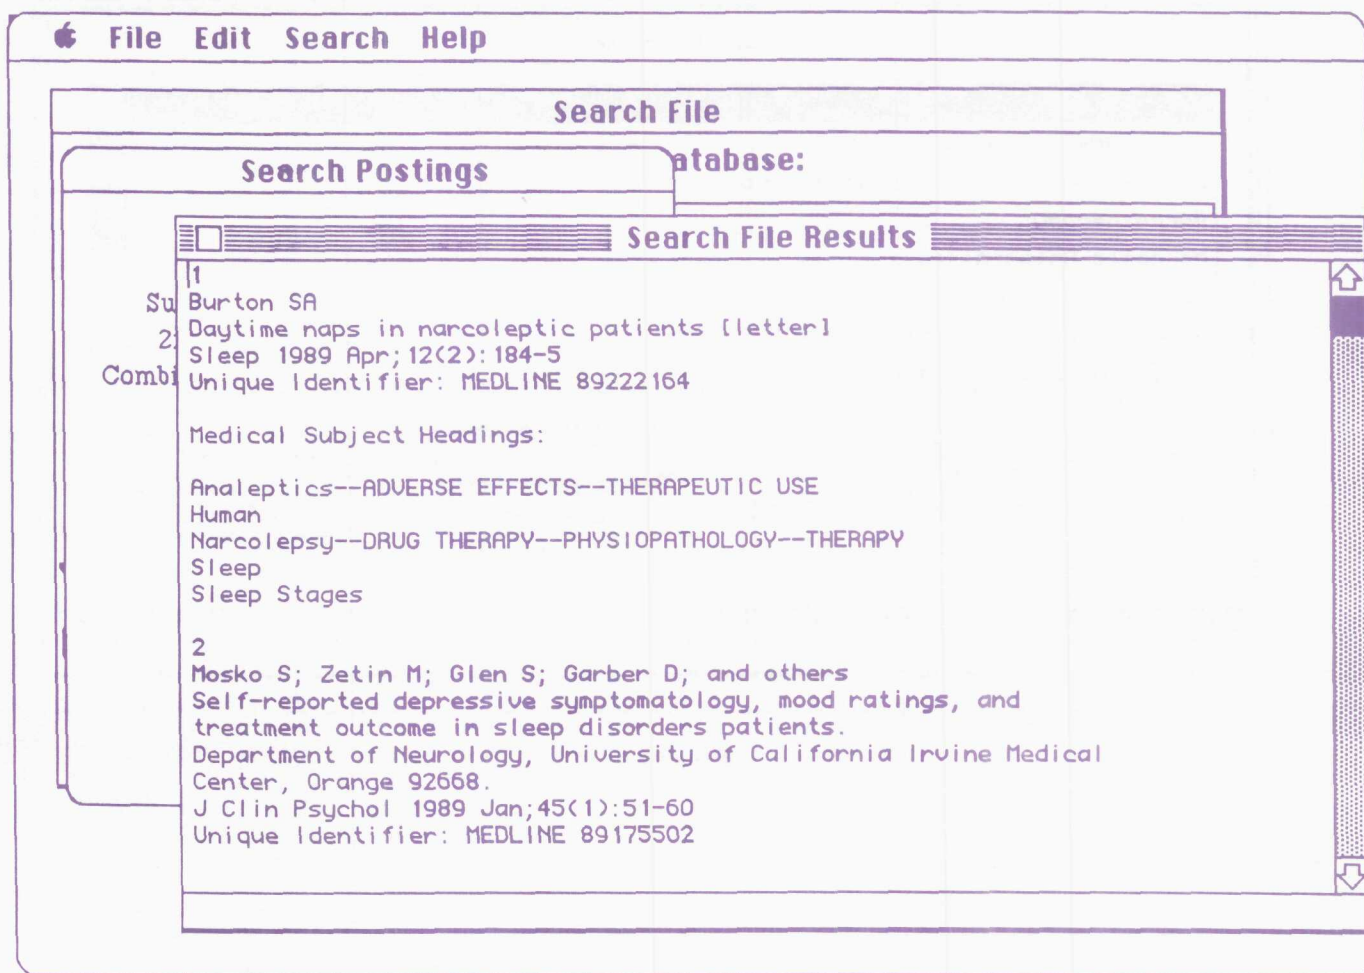 File Edit Search Help
Search File
Search Postings
atabase:
Search File Results
1
Su
Burton SA
Daytime naps in narcoleptic patients [letter]
2
Sleep 1989 Apr;12(2):184-5
Combi
Unique Identifier: MEDLINE 89222164
Medical Subject Headings:
Analeptics--ADVERSE EFFECTS--THERAPEUTIC USE
Human
Narcolepsy--DRUG THERAPY--PHYSIOPATHOLOGY--THERAPY
Sleep
Sleep Stages
2
Mosko S; Zetin M; Glen S; Garber D; and others
Self-reported depressive symptomatology, mood ratings, and
treatment outcome in sleep disorders patients.
Department of Neurology, University of California Irvine Medical
Center, Orange 92668.
J Clin Psychol 1989 Jan;45(1):51-60
Unique Identifier: MEDLINE 89175502